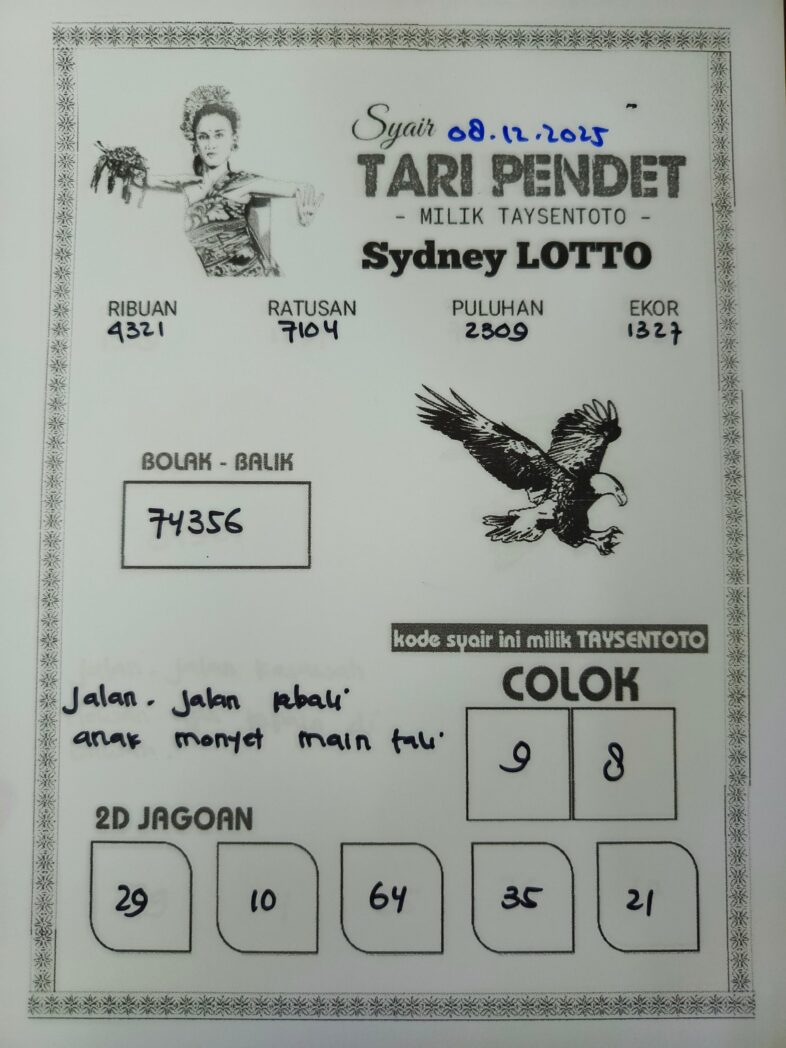 Syair 08.12.2025
TARI PENDET
- MILIK TAYSENTOTO -
Sydney LOTTO
RIBUAN RATUSAN PULUHAN EKOR
4321 7104 2309 1327
BOLAK - BALIK
74356
kode syair ini milik TAYSENTOTO
COLOK
9 8
Jalan. Jalan kbali
anak monyet main tali
2D JAGOAN
29 10 64 35 21